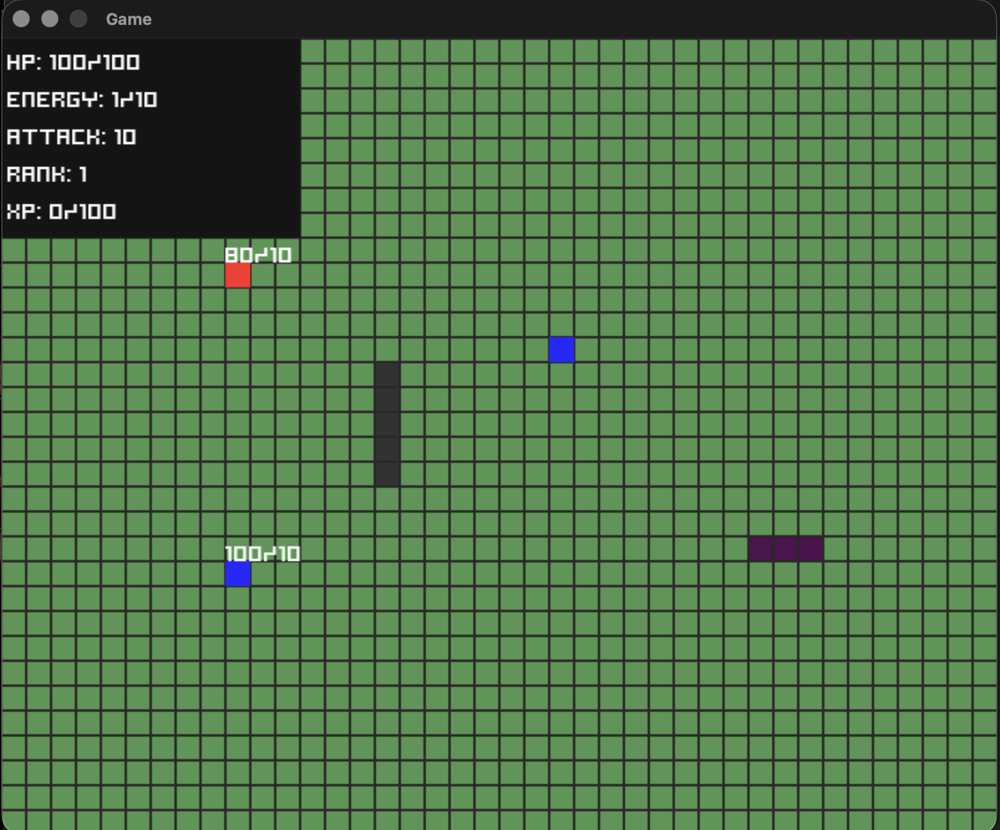 Game
HP: 100/100
ENERGY: 1/10
ATTACK: 10
RANK: 1
XP: 0/100
80/10
100/10